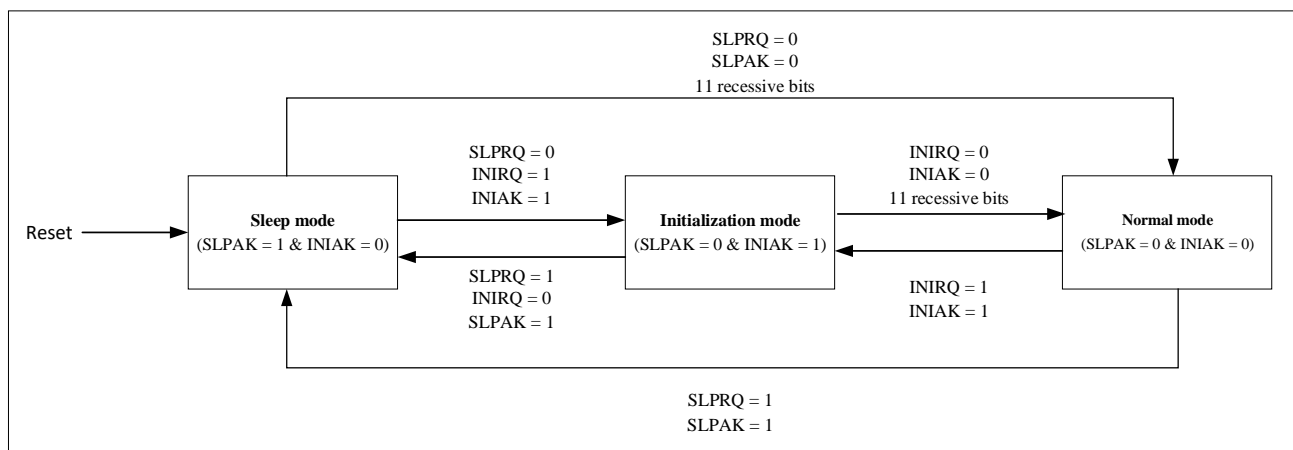 SLPRQ = 0
SLPAK = 0
11 recessive bits
SLPRQ = 0
INIRQ = 1
INIAK = 1
INIRQ = 0
INIAK = 0
11 recessive bits
Reset
Sleep mode
(SLPAK = 1 & INIAK = 0)
Initialization mode
(SLPAK = 0 & INIAK = 1)
Normal mode
(SLPAK = 0 & INIAK = 0)
SLPRQ = 1
INIRQ = 0
SLPAK = 1
INIRQ = 1
INIAK = 1
SLPRQ = 1
SLPAK = 1